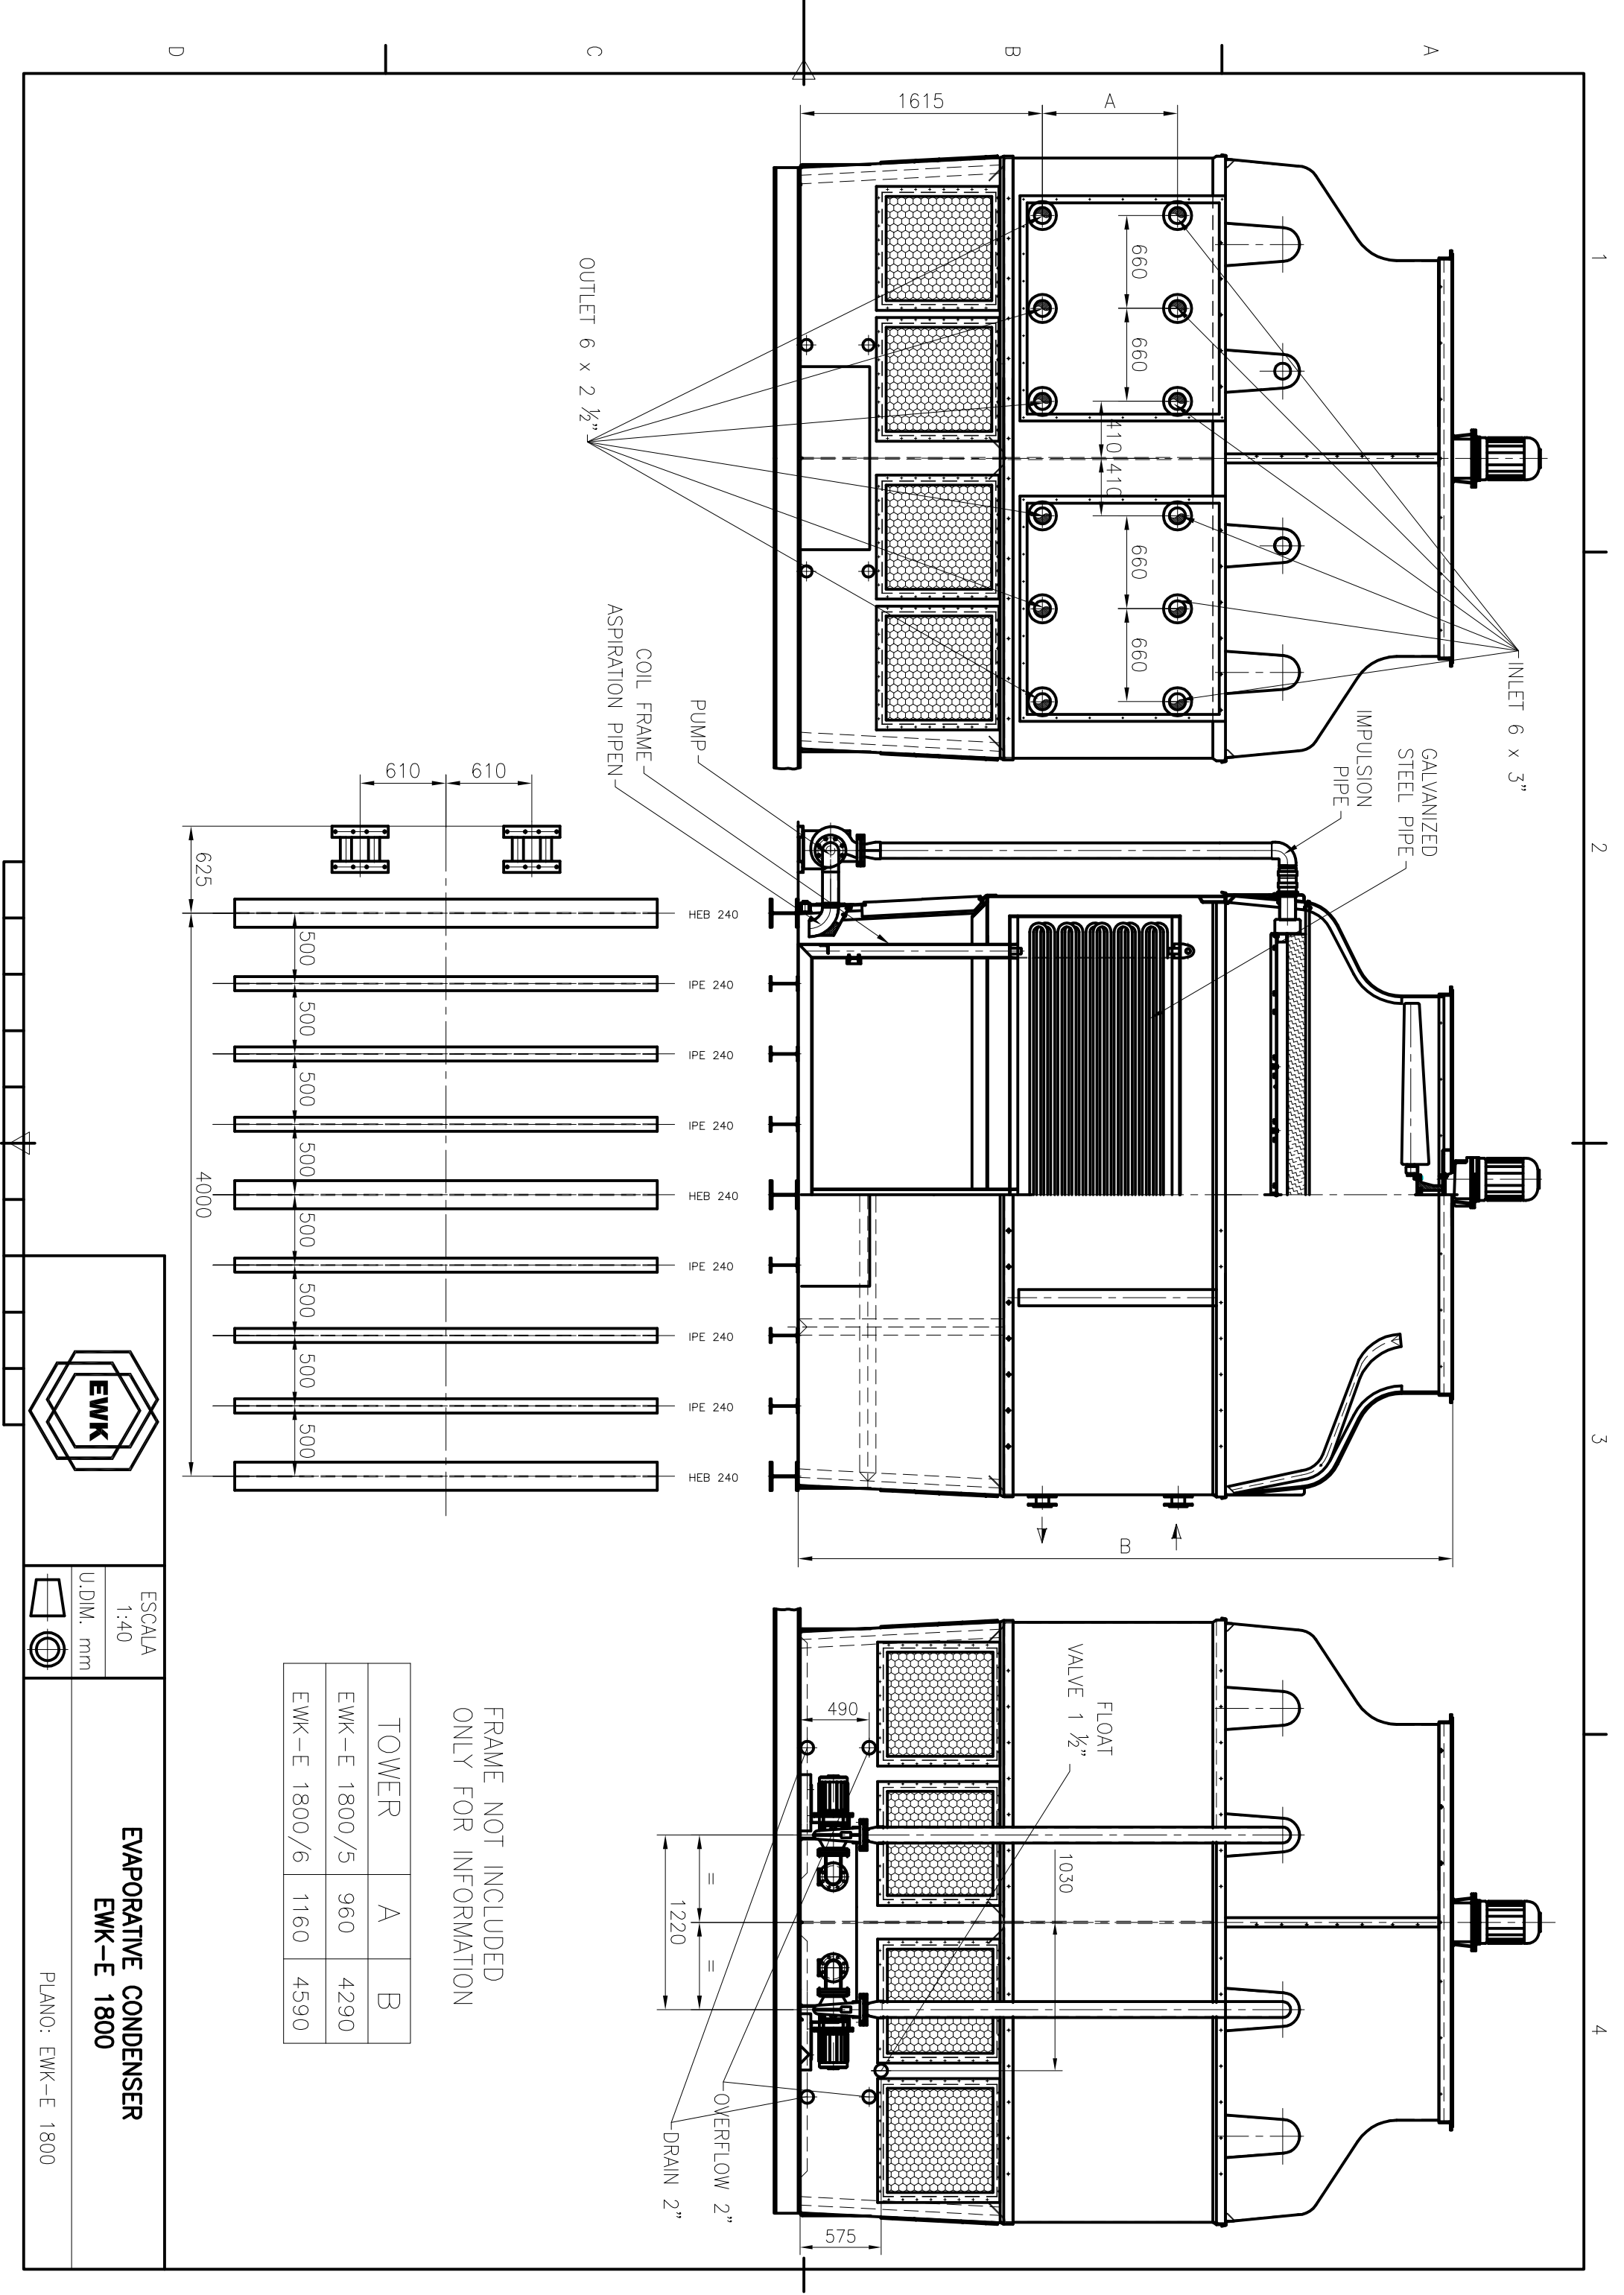 1
2
3
4
A
B
C
D
1615
A
660
660
410
410
660
660
INLET 6 x 3"
OUTLET 6 x 2 ½"
GALVANIZED
STEEL PIPE
IMPULSION
PIPE
PUMP
COIL FRAME
ASPIRATION PIPEN
B
HEB 240
IPE 240
IPE 240
IPE 240
HEB 240
IPE 240
IPE 240
IPE 240
HEB 240
610
610
625
500
500
500
500
500
500
500
500
4000
FLOAT
VALVE 1 ½"
490
1030
=
=
1220
575
OVERFLOW 2"
DRAIN 2"
FRAME NOT INCLUDED
ONLY FOR INFORMATION
TOWER A B
EWK-E 1800/5 960 4290
EWK-E 1800/6 1160 4590
EWK
ESCALA
1:40
U.DIM. mm
EVAPORATIVE CONDENSER
EWK-E 1800
PLANO: EWK-E 1800